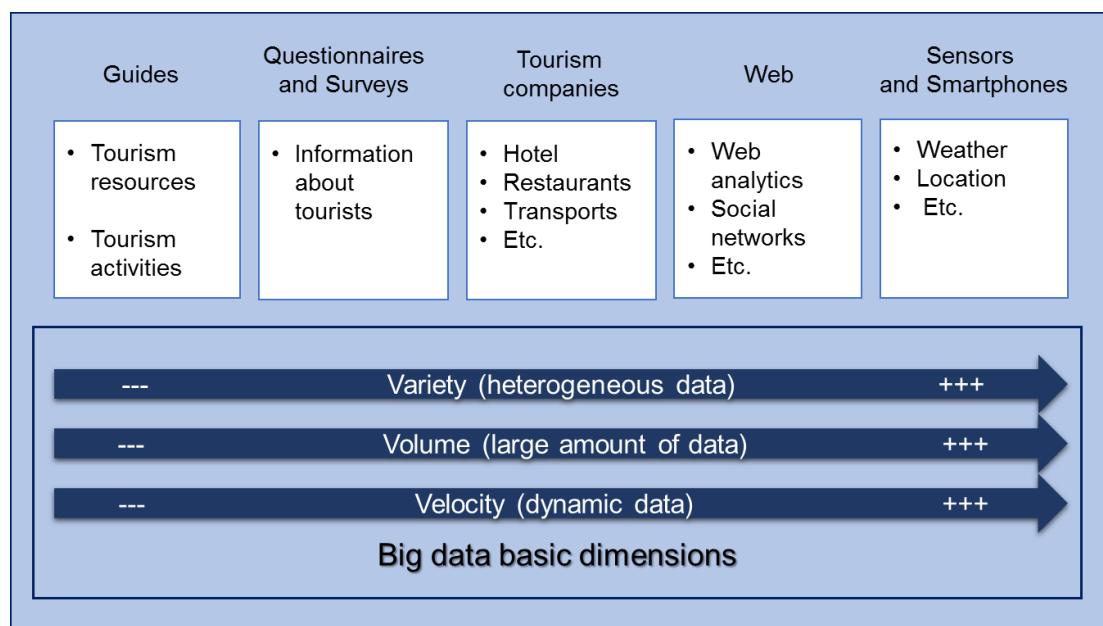 Guides
Questionnaires
and Surveys
Tourism
companies
Web
Sensors
and Smartphones
• Tourism
resources
• Tourism
activities
• Information
about
tourists
• Hotel
• Restaurants
• Transports
• Etc.
• Web
analytics
• Social
networks
• Etc.
• Weather
• Location
• Etc.
--- Variety (heterogeneous data) +++
--- Volume (large amount of data) +++
--- Velocity (dynamic data) +++
Big data basic dimensions